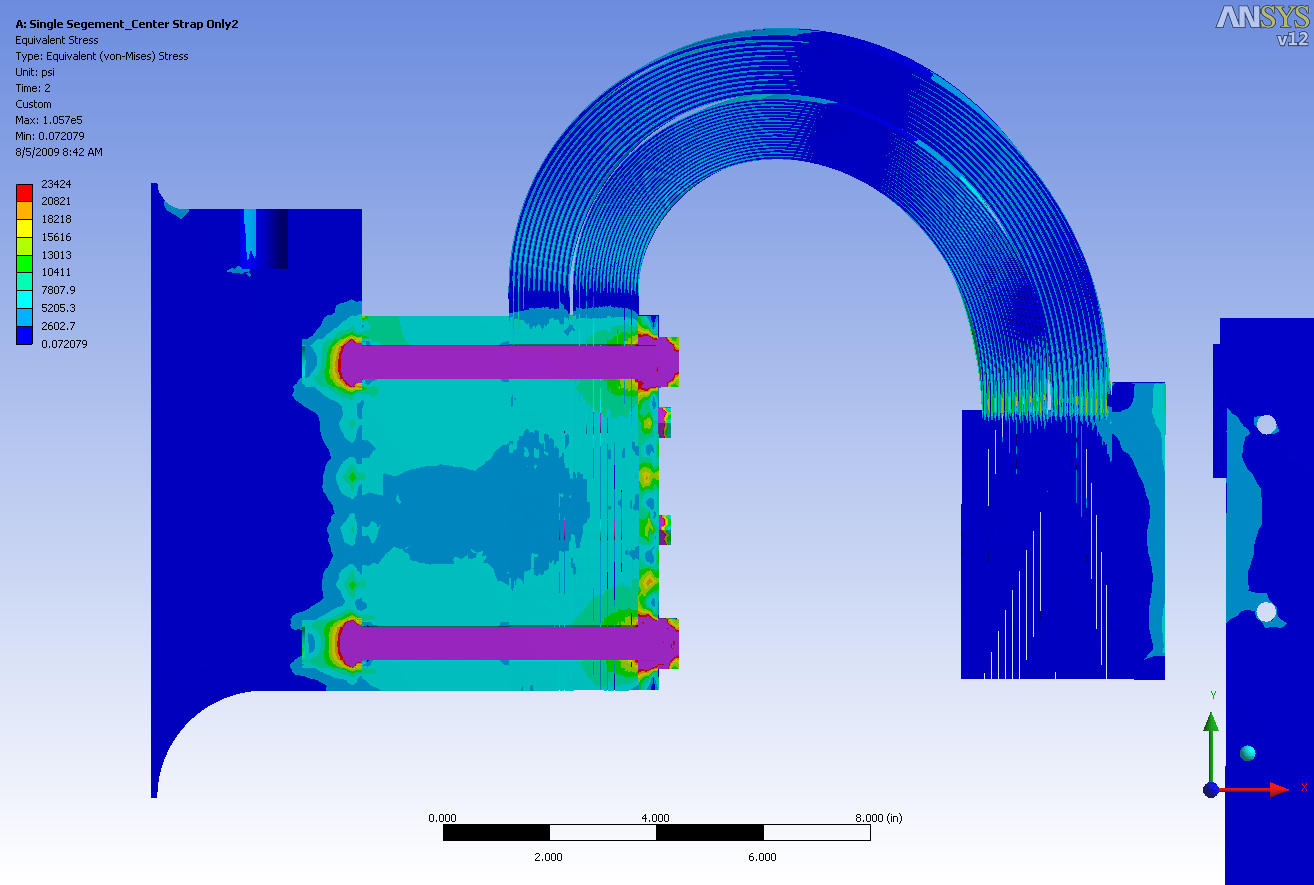 A: Single Segement_Center Strap Only2
Equivalent Stress
Type: Equivalent (von-Mises) Stress
Unit: psi
Time: 2
Custom
Max: 1.057e5
Min: 0.072079
8/5/2009 8:42 AM
ANSYS
v12
23424
20821
18218
15616
13013
10411
7807.9
5205.3
2602.7
0.072079
Y
X
0.000 4.000 8.000 (in)
2.000 6.000